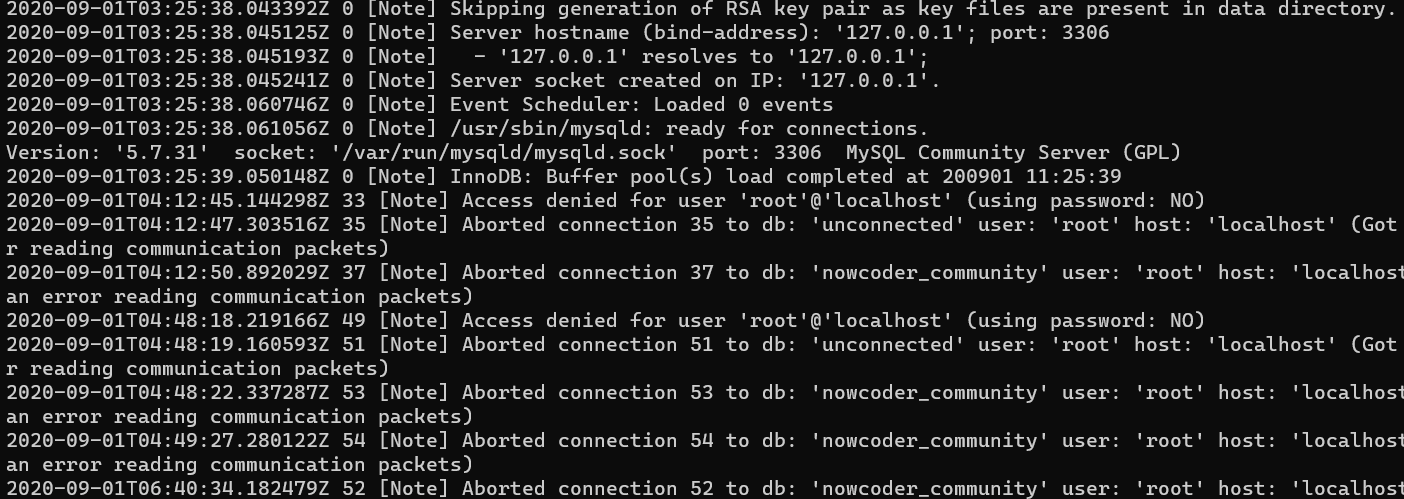 2020-09-01T03:25:38.043392Z 0 [Note] Skipping generation of RSA key pair as key files are present in data directory.
2020-09-01T03:25:38.045125Z 0 [Note] Server hostname (bind-address): '127.0.0.1'; port: 3306
2020-09-01T03:25:38.045193Z 0 [Note]   - '127.0.0.1' resolves to '127.0.0.1';
2020-09-01T03:25:38.045241Z 0 [Note] Server socket created on IP: '127.0.0.1'.
2020-09-01T03:25:38.060746Z 0 [Note] Event Scheduler: Loaded 0 events
2020-09-01T03:25:38.061056Z 0 [Note] /usr/sbin/mysqld: ready for connections.
Version: '5.7.31'  socket: '/var/run/mysqld/mysqld.sock'  port: 3306  MySQL Community Server (GPL)
2020-09-01T03:25:39.050148Z 0 [Note] InnoDB: Buffer pool(s) load completed at 200901 11:25:39
2020-09-01T04:12:45.144298Z 33 [Note] Access denied for user 'root'@'localhost' (using password: NO)
2020-09-01T04:12:47.303516Z 35 [Note] Aborted connection 35 to db: 'unconnected' user: 'root' host: 'localhost' (Got
r reading communication packets)
2020-09-01T04:12:50.892029Z 37 [Note] Aborted connection 37 to db: 'nowcoder_community' user: 'root' host: 'localhost
an error reading communication packets)
2020-09-01T04:48:18.219166Z 49 [Note] Access denied for user 'root'@'localhost' (using password: NO)
2020-09-01T04:48:19.160593Z 51 [Note] Aborted connection 51 to db: 'unconnected' user: 'root' host: 'localhost' (Got
r reading communication packets)
2020-09-01T04:48:22.337287Z 53 [Note] Aborted connection 53 to db: 'nowcoder_community' user: 'root' host: 'localhost
an error reading communication packets)
2020-09-01T04:49:27.280122Z 54 [Note] Aborted connection 54 to db: 'nowcoder_community' user: 'root' host: 'localhost
an error reading communication packets)
2020-09-01T06:40:34.182479Z 52 [Note] Aborted connection 52 to db: 'nowcoder_community' user: 'root' host: 'localhost